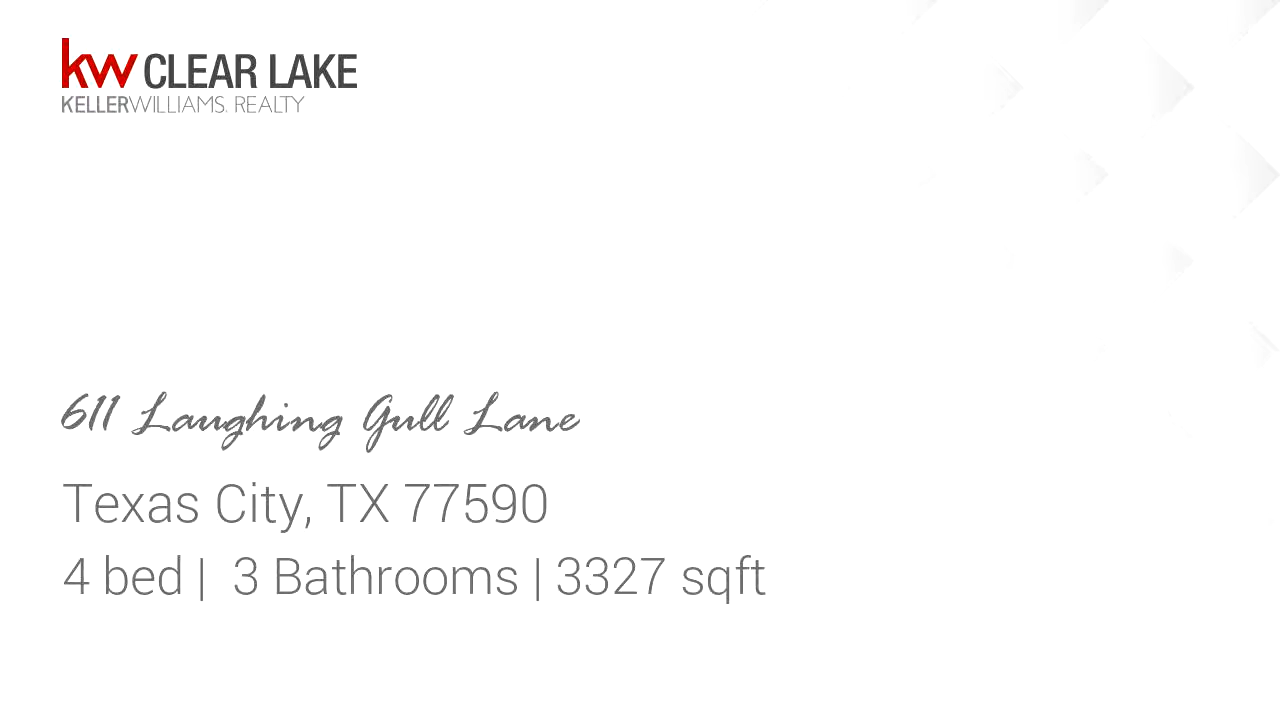 kw CLEAR LAKE
KELLERWILLIAMS. REALTY
611 Laughing Gull Lane
Texas City, TX 77590
4 bed | 3 Bathrooms | 3327 sqft